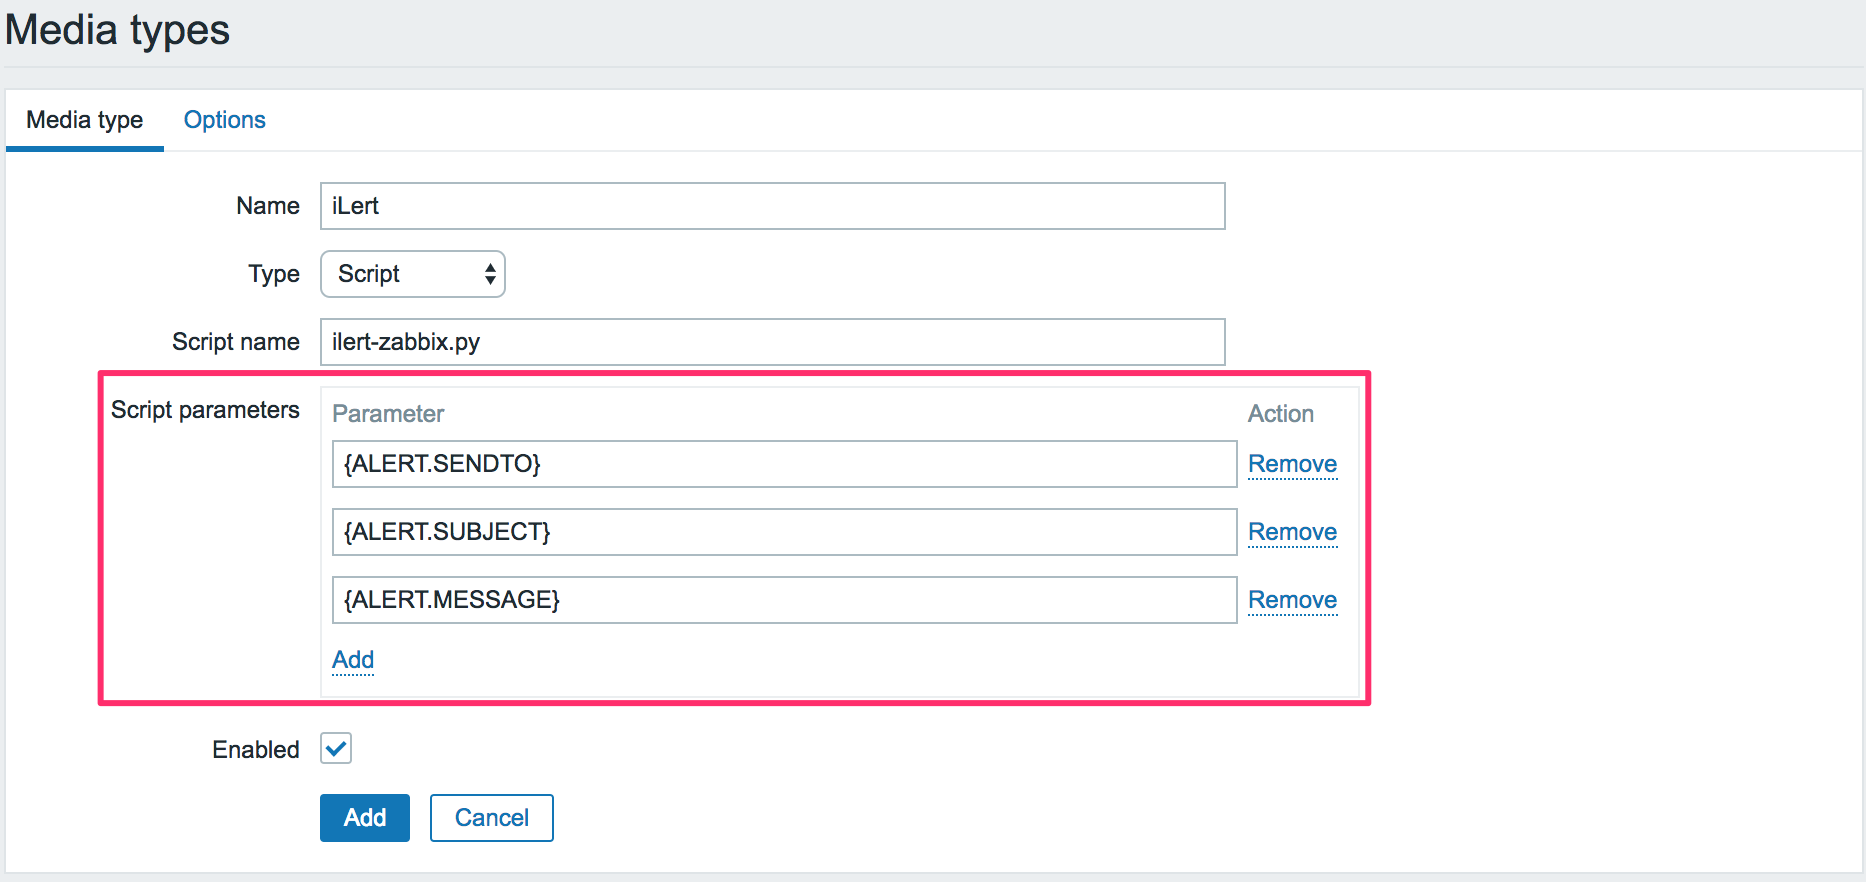 Media types
Media type Options
Name iLert
Type Script
Script name ilert-zabbix.py
Script parameters Parameter Action
{ALERT.SENDTO} Remove
{ALERT.SUBJECT} Remove
{ALERT.MESSAGE} Remove
Add
Enabled
Add Cancel